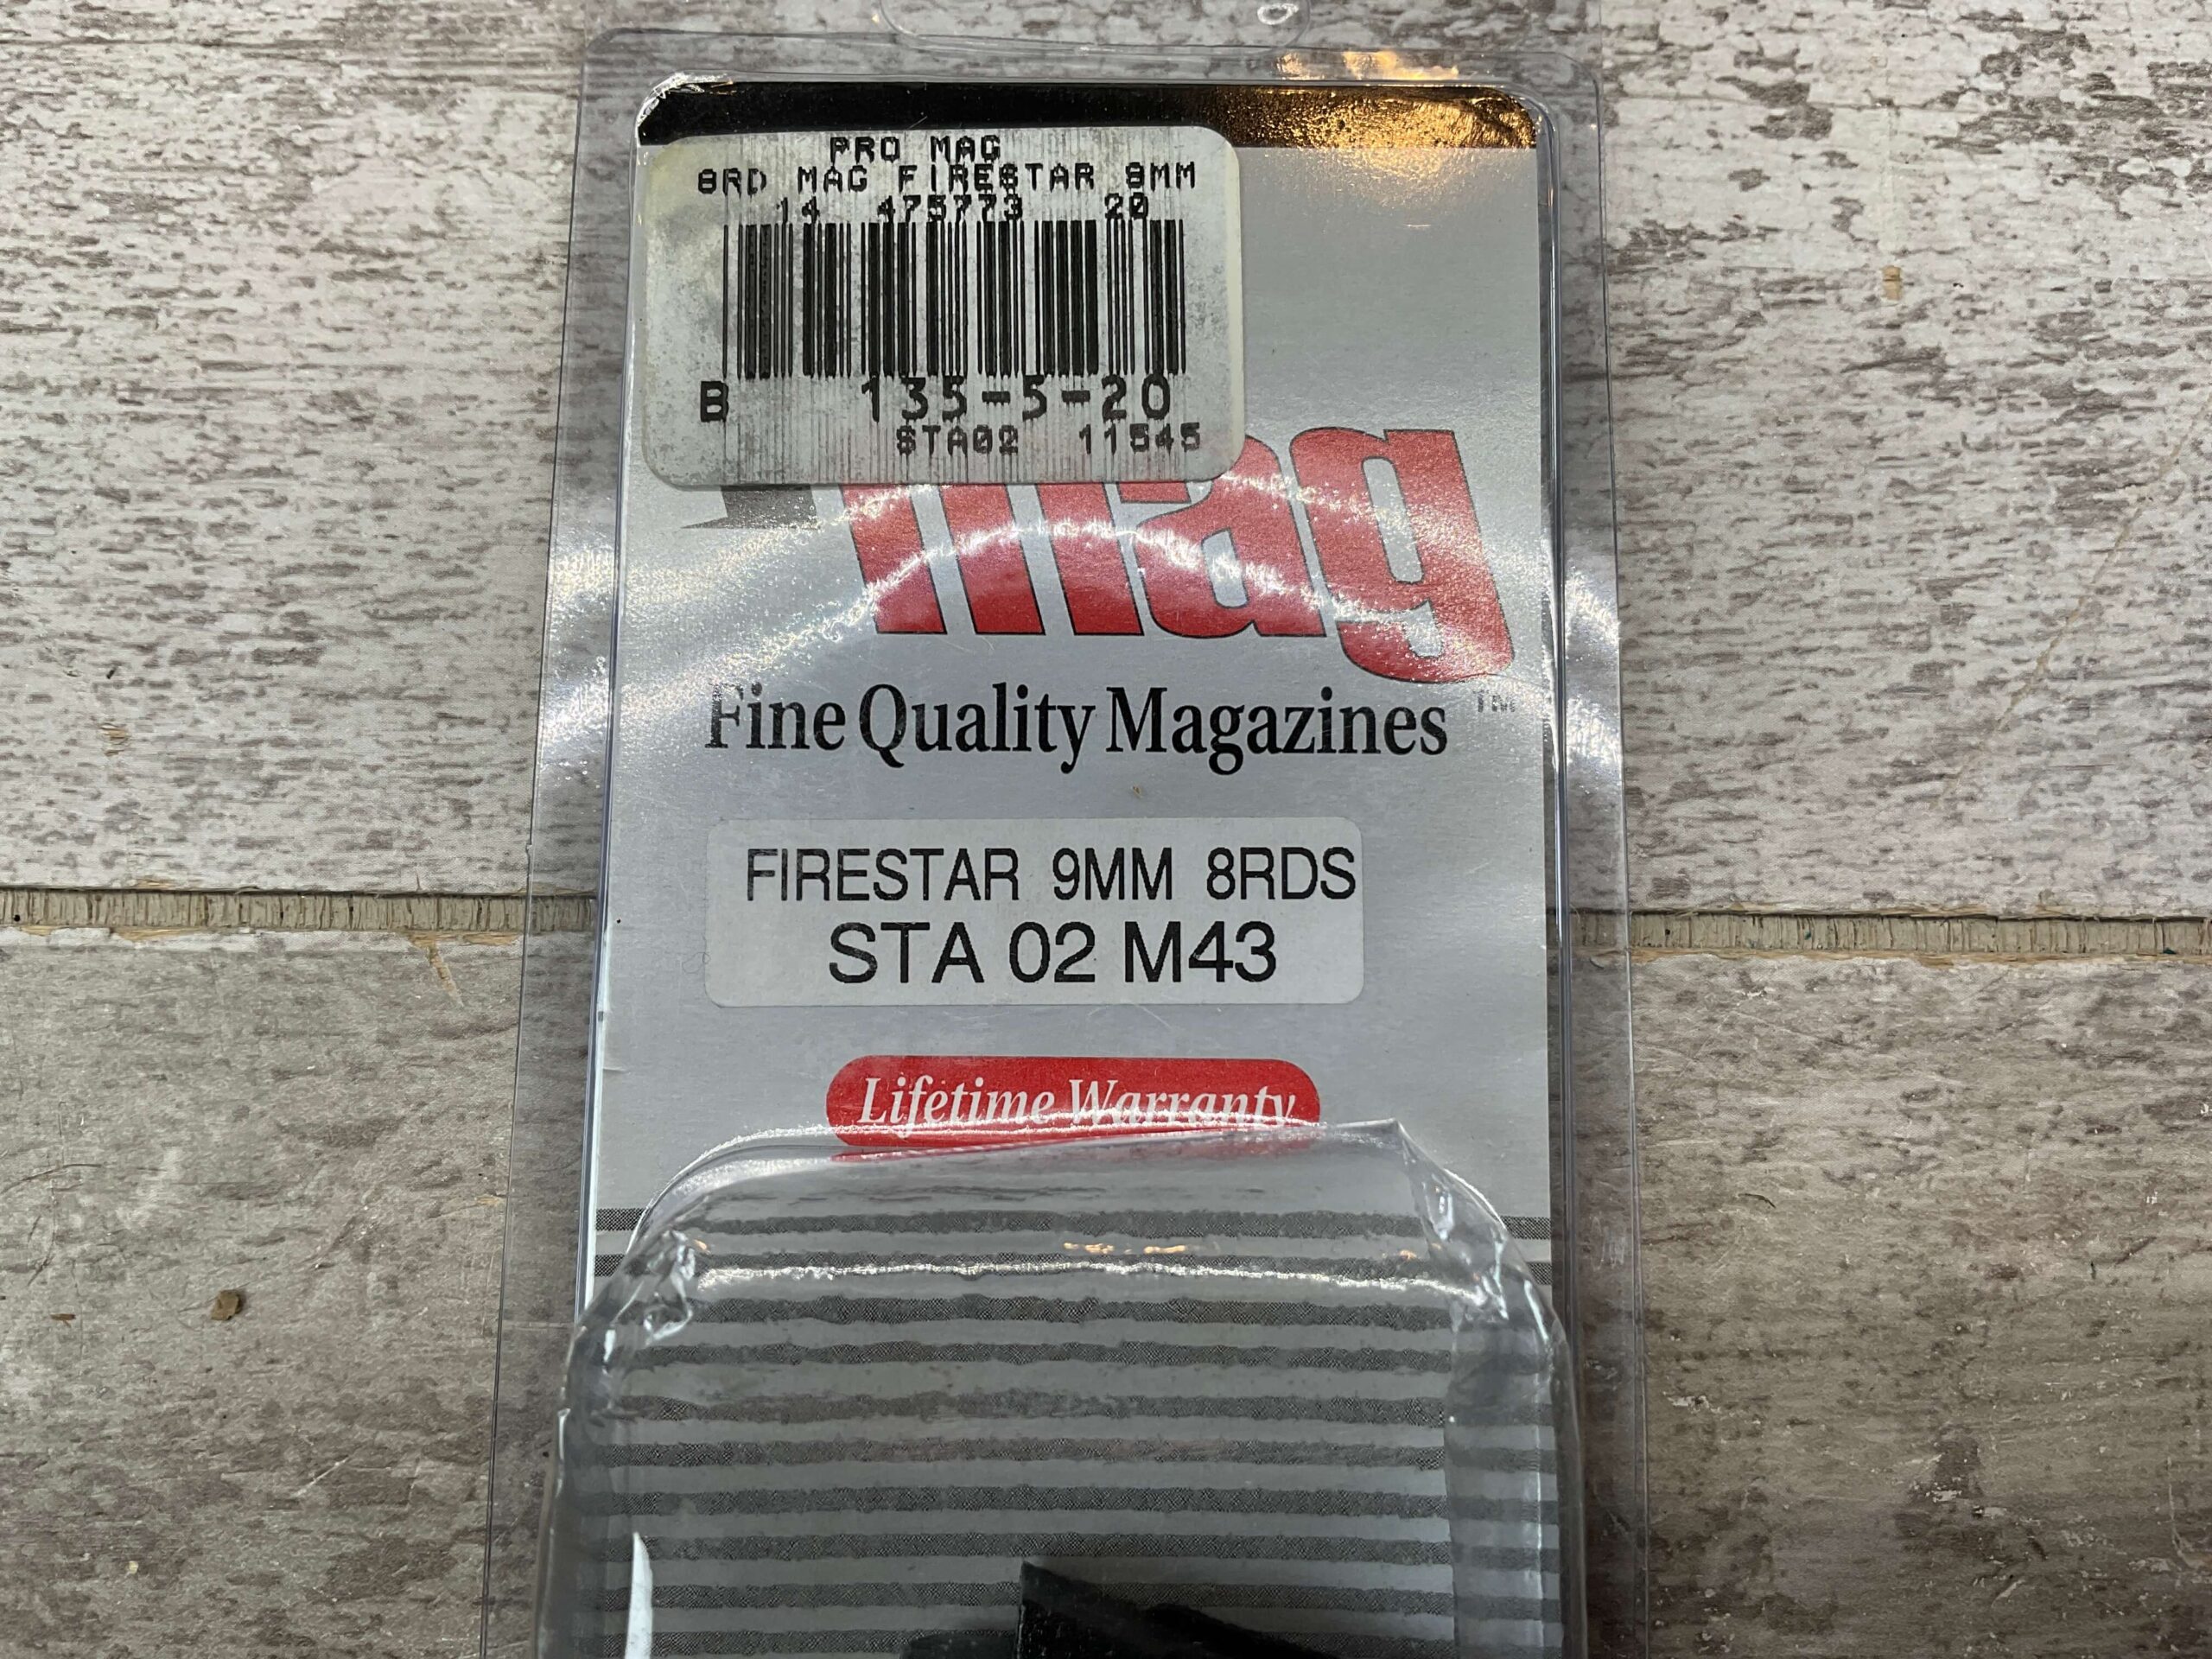 PRO MAG
8RD MAG FIRESTAR 9MM
14 475773 20
B 135-5-20
STA02 11545
mag
Fine Quality Magazines ™
FIRESTAR 9MM 8RDS
STA 02 M43
Lifetime Warranty